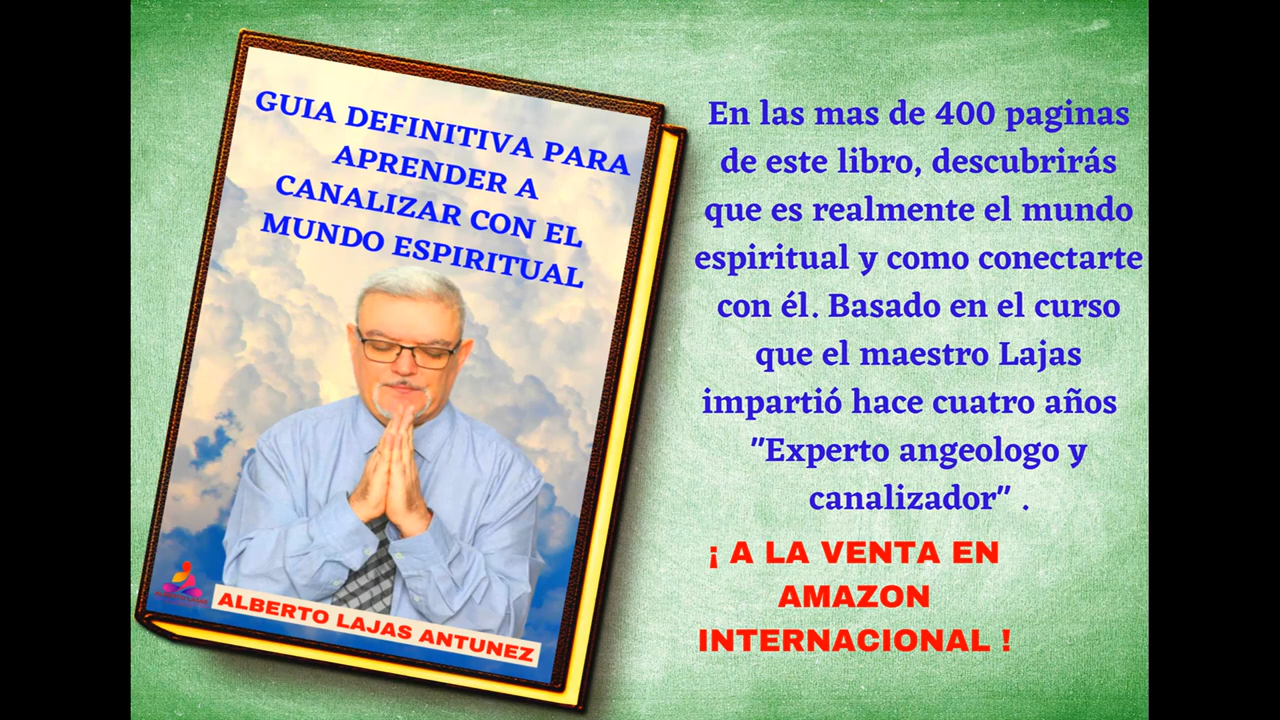 GUIA DEFINITIVA PARA
APRENDER A
CANALIZAR CON EL
MUNDO ESPIRITUAL
ALBERTO LAJAS ANTUNEZ
En las mas de 400 paginas
de este libro, descubrirás
que es realmente el mundo
espiritual y como conectarte
con él. Basado en el curso
que el maestro Lajas
impartió hace cuatro años
"Experto angeologo y
canalizador" .
¡ A LA VENTA EN
AMAZON
INTERNACIONAL !